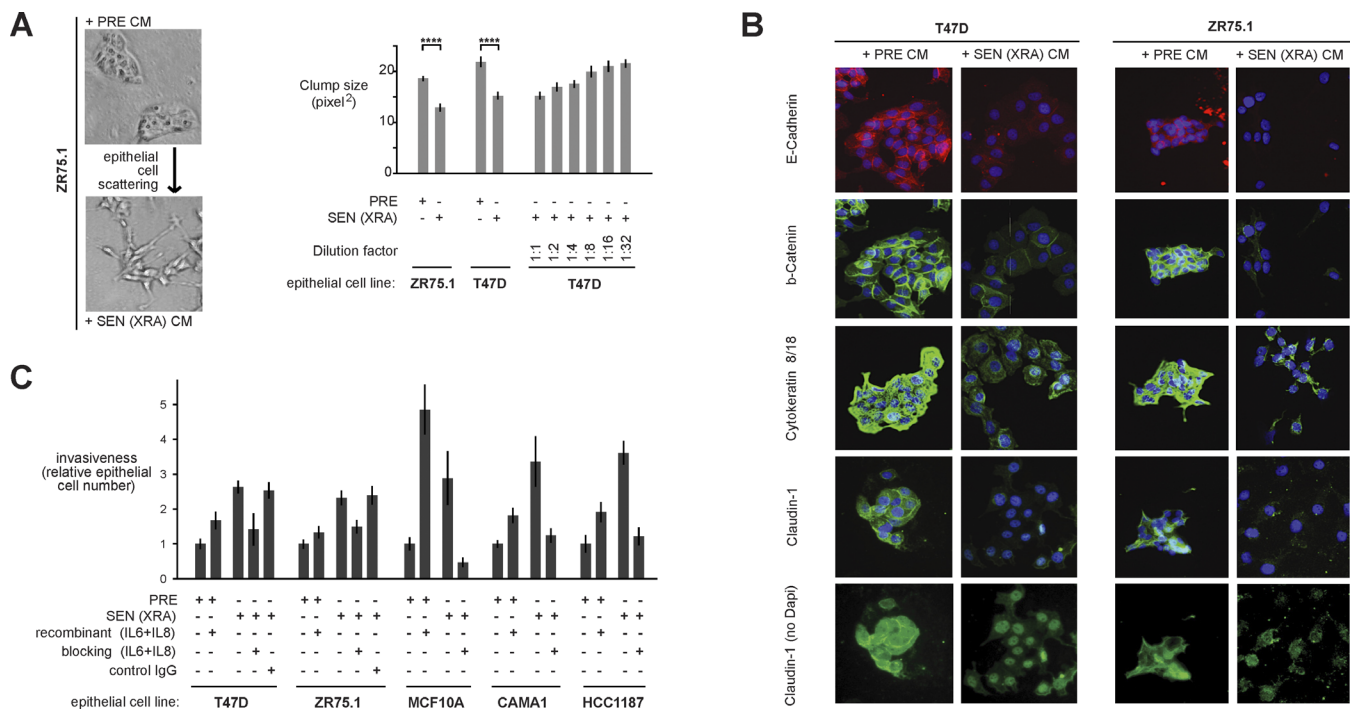 A
+ PRE CM
ZR75.1
epithelial
cell
scattering
+ SEN (XRA) CM
Clump size
(pixel2)
20
10
0
****
****
PRE + - + -
SEN (XRA) - + - + + + + + + +
Dilution factor 1:1 1:2 1:4 1:8 1:16 1:32
epithelial cell line: ZR75.1 T47D T47D
B
T47D ZR75.1
+ PRE CM + SEN (XRA) CM + PRE CM + SEN (XRA) CM
E-Cadherin
b-Catenin
Cytokeratin 8/18
Claudin-1
Claudin-1 (no Dapi)
C
invasiveness
(relative epithelial
cell number)
5
4
3
2
1
0
PRE + + - - - + + - - - + + - - + + - - + + - -
SEN (XRA) - - + + + - - + + + - - + + - - + + - - + +
recombinant (IL6+IL8) - + - - - - + - - - - + - - - + - - - + - -
blocking (IL6+IL8) - - - + - - - - + - - - - + - - - + - - - +
control IgG - - - - + - - - - + - - - - - - - - - - - -
epithelial cell line: T47D ZR75.1 MCF10A CAMA1 HCC1187